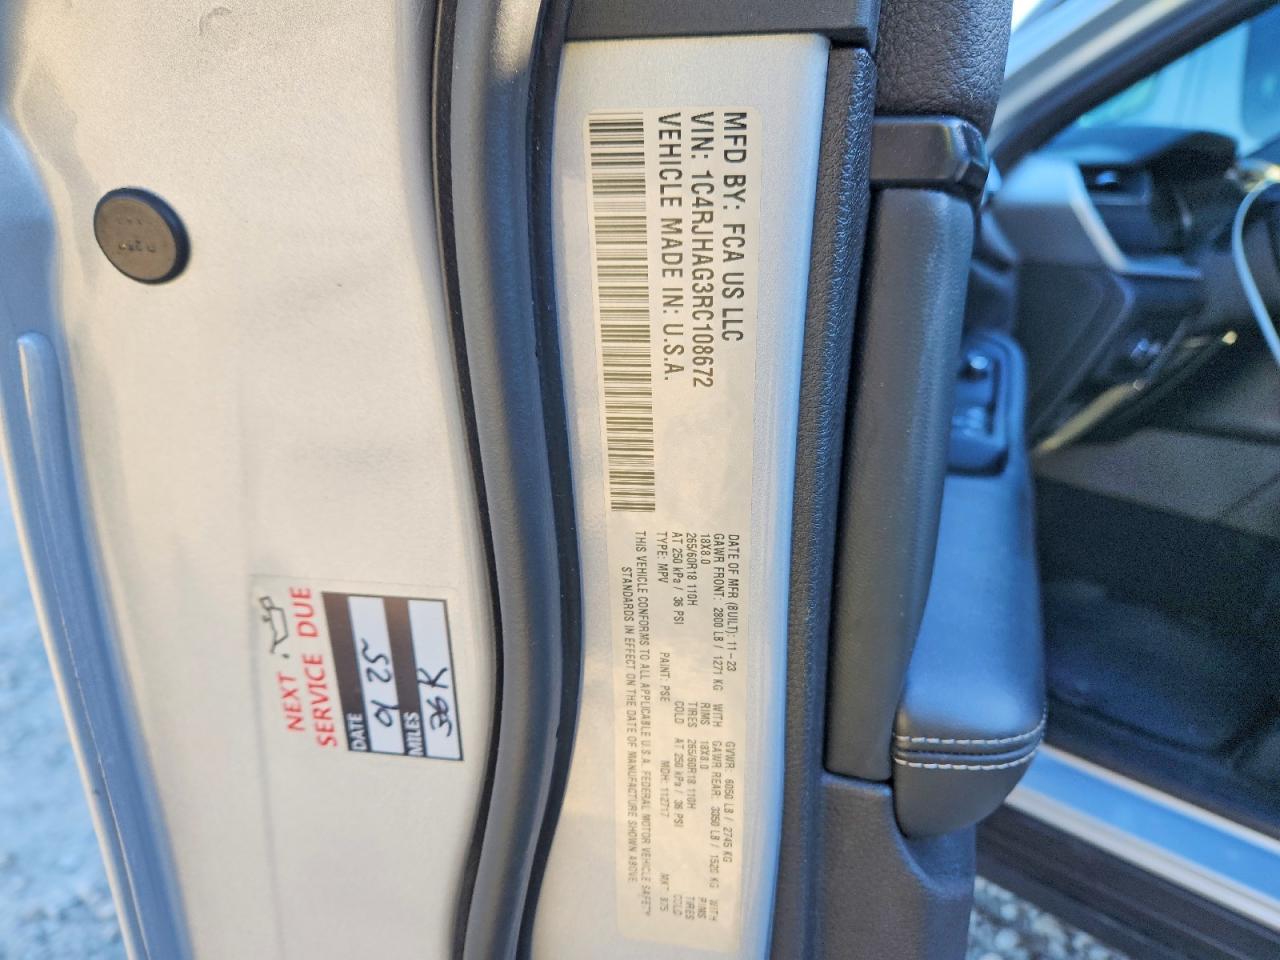 MFD BY: FCA US LLC
VIN: 1C4RJHAG3RC108672
VEHICLE MADE IN: U.S.A.
DATE OF MFR (BUILT): 11-23 GVWR: 6050 LB / 2745 KG
GAWR FRONT: 2800 LB / 1271 KG WITH GAWR REAR: 3350 LB / 1520 KG WITH
18X8.0 RIMS 18X8.0 RIMS
265/60R18 110H TIRES 265/60R18 110H TIRES
AT 250 kPa / 36 PSI COLD AT 250 kPa / 36 PSI COLD
TYPE: MPV PAINT: PSE MDH: 112717
THIS VEHICLE CONFORMS TO ALL APPLICABLE U.S.A. FEDERAL MOTOR VEHICLE SAFETY
STANDARDS IN EFFECT ON THE DATE OF MANUFACTURE SHOWN ABOVE
NEXT
SERVICE DUE
DATE
01 25
MILES
36K